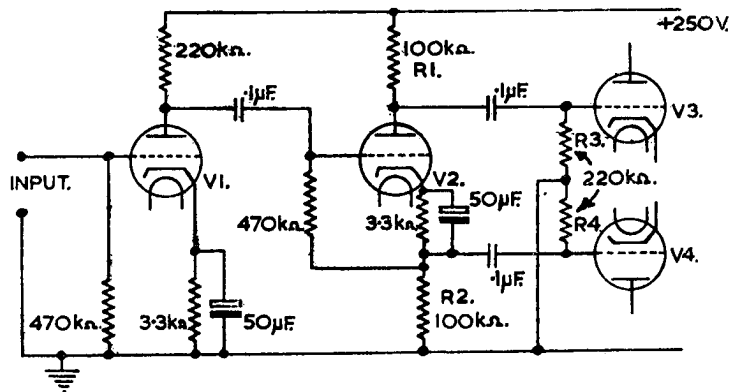 +250V.
220kΩ.
100kΩ.
R1.
.1µF.
.1µF.
V3.
R3.
220kΩ.
R4.
V4.
INPUT.
V1.
V2.
470kΩ
3.3kΩ
50µF.
.1µF.
470kΩ.
3.3kΩ
50µF.
R2.
100kΩ.